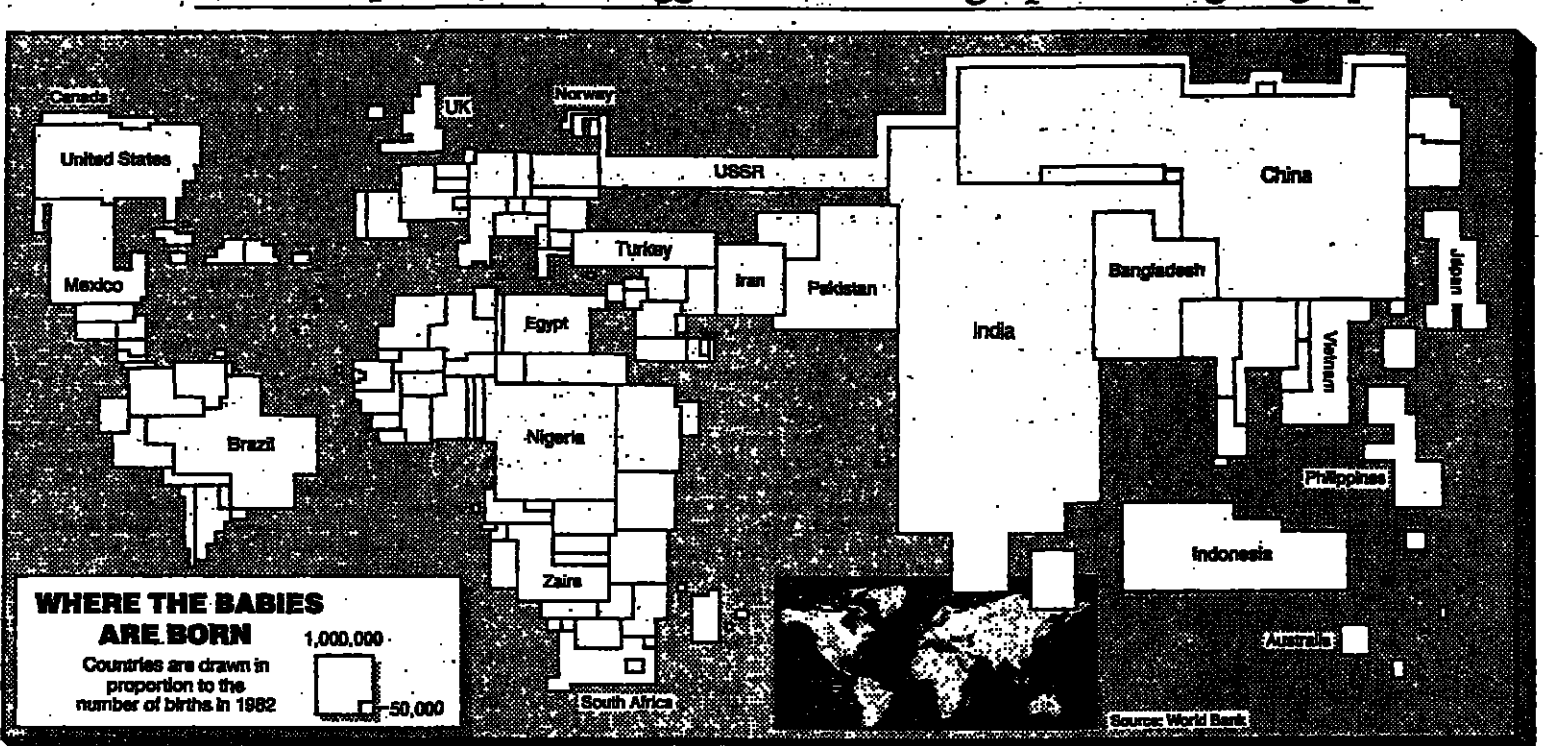 Canada
UK
Norway
United States
USSR
China
Mexico
Turkey
Iran
Pakistan
India
Bangladesh
Japan
Egypt
Vietnam
Brazil
Nigeria
Philippines
Zaire
Indonesia
WHERE THE BABIES
ARE BORN
Countries are drawn in
proportion to the
number of births in 1982
1,000,000
50,000
South Africa
Australia
Source: World Bank